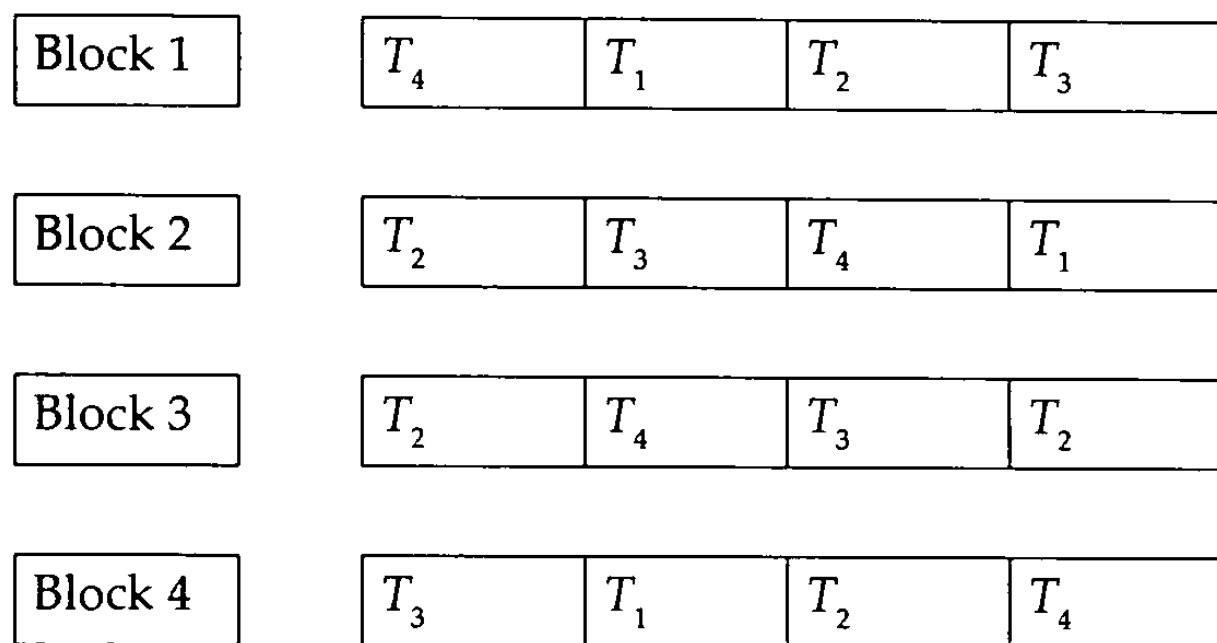 Block 1 T₄ T₁ T₂ T₃
Block 2 T₂ T₃ T₄ T₁
Block 3 T₂ T₄ T₃ T₂
Block 4 T₃ T₁ T₂ T₄